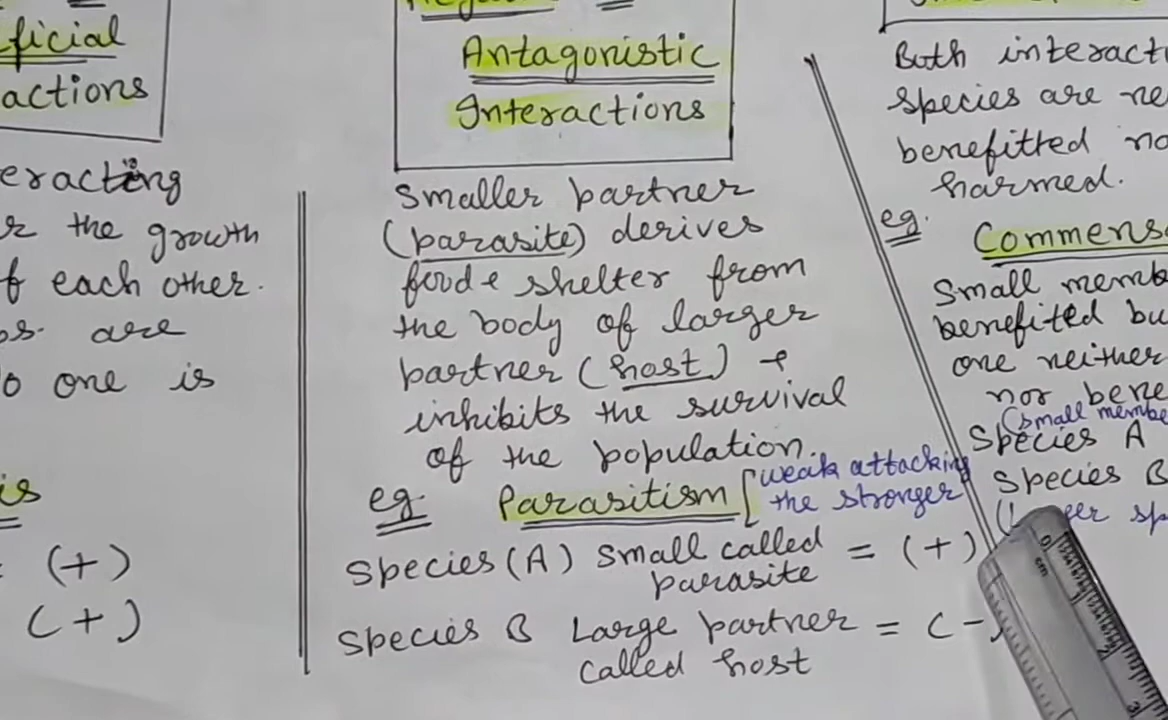 ficial
actions
eracting
the growth
each other.
are
one is
is
(+)
(+)
Antagonistic
Interactions
Smaller partner
(parasite) derives
food & shelter from
the body of larger
partner (host) &
inhibits the survival
of the population.
eg. Parasitism [weak attacking
the stronger
Species (A) Small called = (+)
parasite
Species B Large partner = (-)
called host
Both interacti
species are ne
benefitted no
harmed.
eg.
Commens
Small memb
benefited bu
one neither
nor bene
(small membe
Species A
Species B